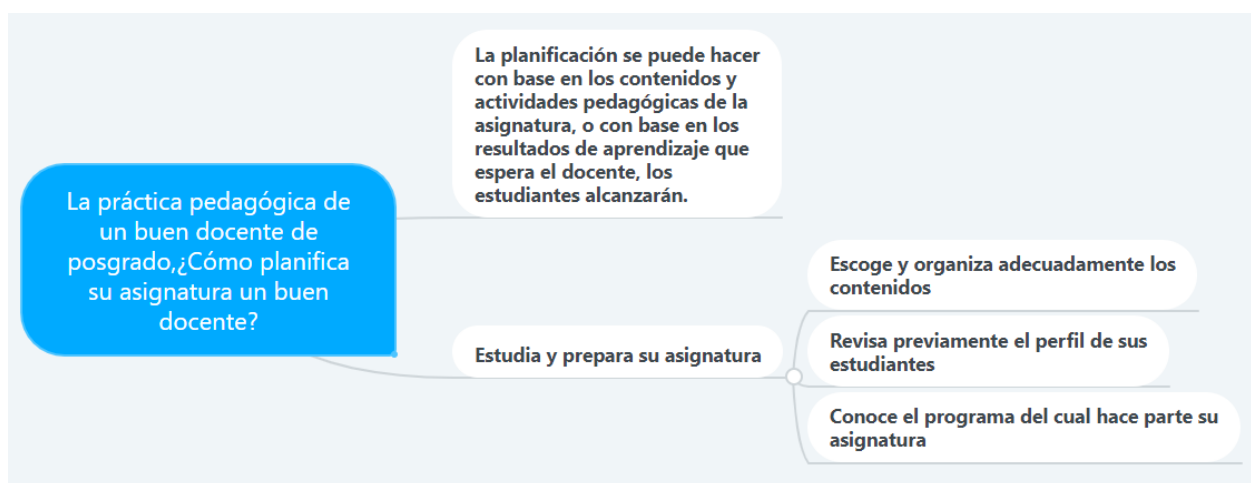 La planificación se puede hacer
con base en los contenidos y
actividades pedagógicas de la
asignatura, o con base en los
resultados de aprendizaje que
espera el docente, los
estudiantes alcanzarán.
La práctica pedagógica de
un buen docente de
posgrado,¿Cómo planifica
su asignatura un buen
docente?
Estudia y prepara su asignatura
Escoge y organiza adecuadamente los
contenidos
Revisa previamente el perfil de sus
estudiantes
Conoce el programa del cual hace parte su
asignatura